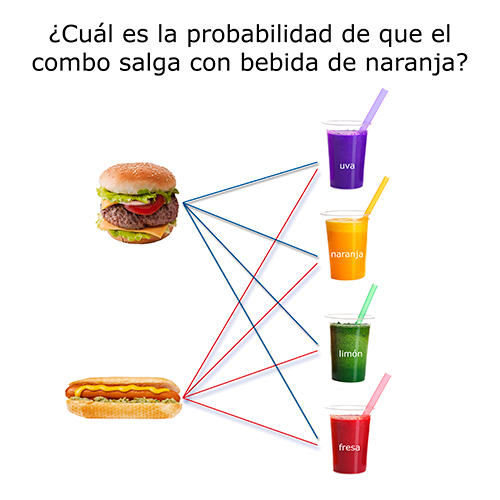 ¿Cuál es la probabilidad de que el
combo salga con bebida de naranja?
uva
naranja
limón
fresa